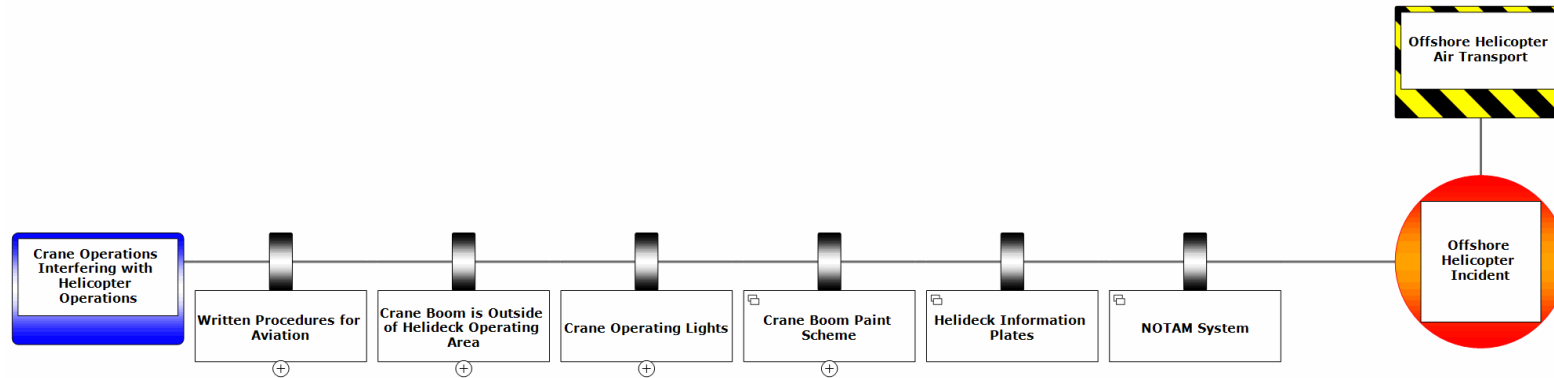 Offshore Helicopter
Air Transport
Crane Operations
Interfering with
Helicopter
Operations
Written Procedures for
Aviation
Crane Boom is Outside
of Helideck Operating
Area
Crane Operating Lights
Crane Boom Paint
Scheme
Helideck Information
Plates
NOTAM System
Offshore
Helicopter
Incident